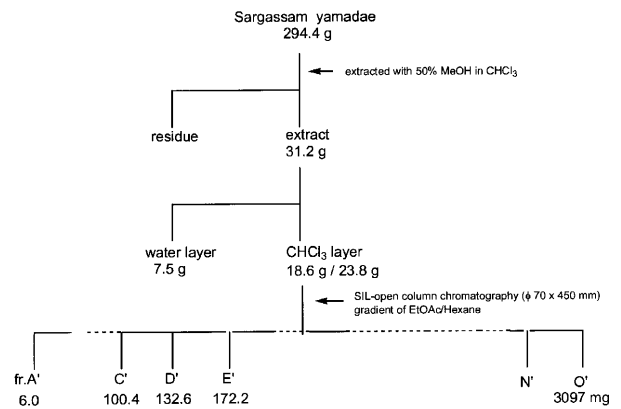 Sargassam yamadae
294.4 g
extracted with 50% MeOH in CHCl3
residue
extract
31.2 g
water layer
7.5 g
CHCl3 layer
18.6 g / 23.8 g
SIL-open column chromatography (ϕ 70 x 450 mm)
gradient of EtOAc/Hexane
fr.A' C' D' E' N' O'
6.0 100.4 132.6 172.2 3097 mg